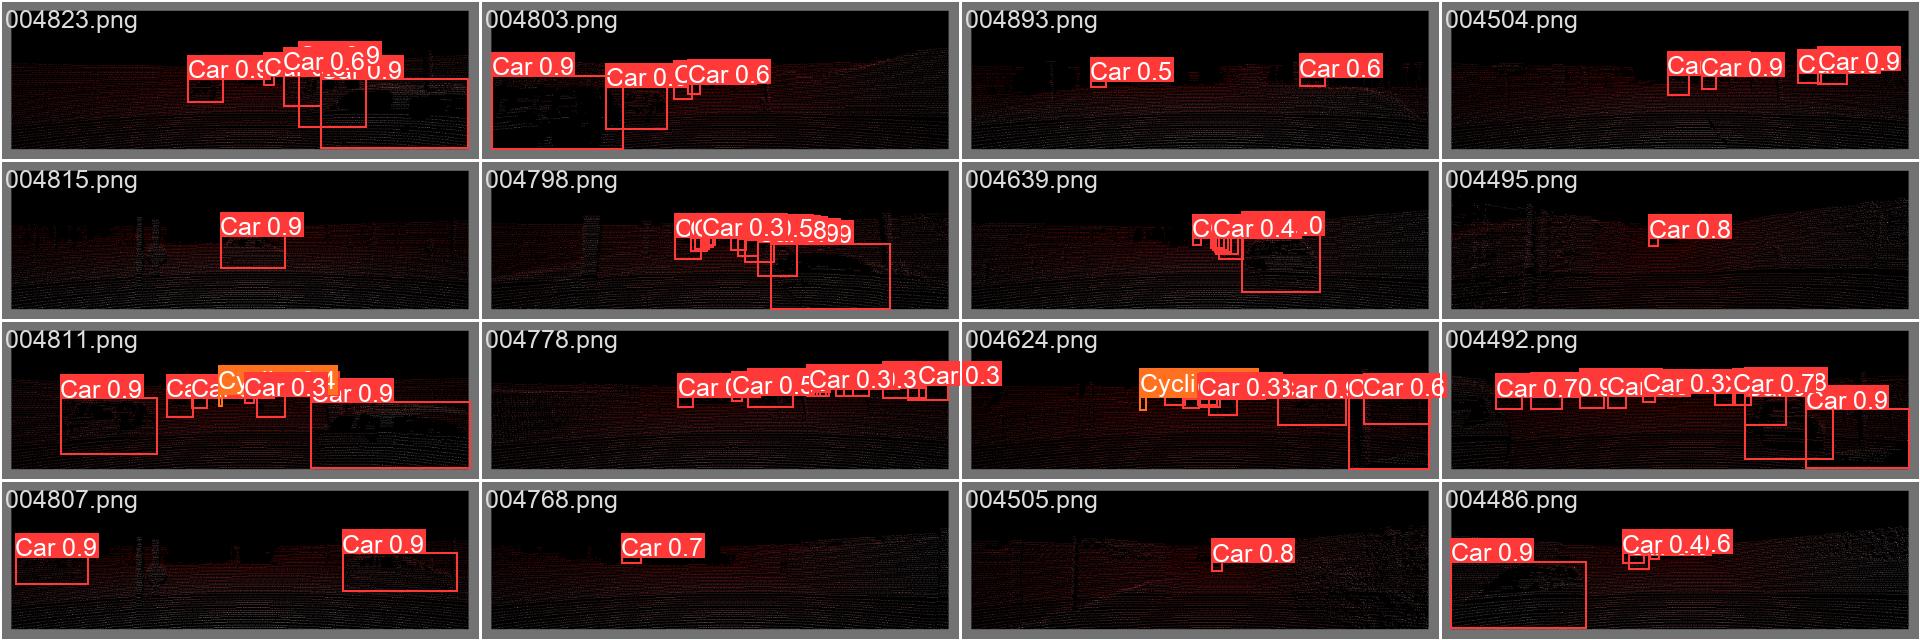 004823.png
Car 0.9
Car 0.6
004803.png
Car 0.9
Car 0.6
004893.png
Car 0.5
Car 0.6
004504.png
Car 0.9
Car 0.9
004815.png
Car 0.9
004798.png
Car 0.3
004639.png
Car 0.4
004495.png
Car 0.8
004811.png
Car 0.9
Car 0.3
Car 0.9
004778.png
Car 0.5
Car 0.3
Car 0.3
004624.png
Car 0.3
Car 0.6
004492.png
Car 0.7
Car 0.3
Car 0.7
Car 0.9
004807.png
Car 0.9
Car 0.9
004768.png
Car 0.7
004505.png
Car 0.8
004486.png
Car 0.9
Car 0.4